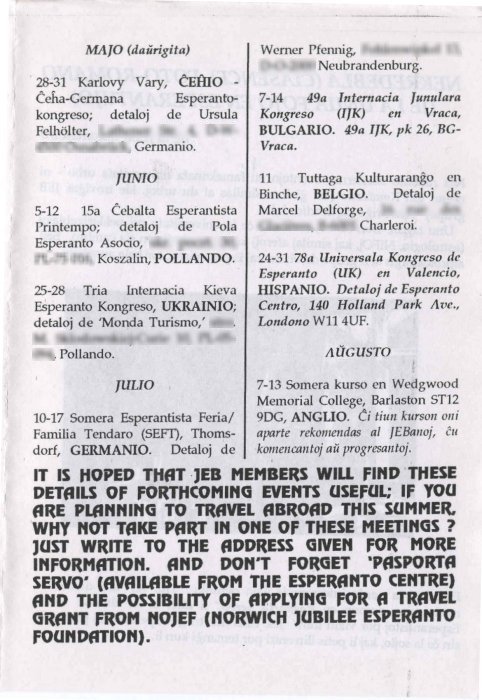 MAJO (daŭrigita)
28-31 Karlovy Vary, ĈEĤIO -
Ĉeĥa-Germana Esperanto-
kongreso; detaloj de Ursula
Felhölter,
Germanio.
JUNIO
5-12 15a Ĉebalta Esperantista
Printempo; detaloj de Pola
Esperanto Asocio,
Koszalin, POLLANDO.
25-28 Tria Internacia Kieva
Esperanto Kongreso, UKRAINIO;
detaloj de 'Monda Turismo,'
Pollando.
JULIO
10-17 Somera Esperantista Feria/
Familia Tendaro (SEFT), Thoms-
dorf, GERMANIO. Detaloj de
Werner Pfennig,
Neubrandenburg.
7-14 49a Internacia Junulara
Kongreso (IJK) en Vraca,
BULGARIO. 49a IJK, pk 26, BG-
Vraca.
11 Tuttaga Kulturaranĝo en
Binche, BELGIO. Detaloj de
Marcel Delforge,
Charleroi.
24-31 78a Universala Kongreso de
Esperanto (UK) en Valencio,
HISPANIO. Detaloj de Esperanto
Centro, 140 Holland Park Ave.,
Londono W11 4UF.
AŬGUSTO
7-13 Somera kurso en Wedgwood
Memorial College, Barlaston ST12
9DG, ANGLIO. Ĉi tiun kurson oni
aparte rekomendas al JEBanoj, ĉu
komencantoj aŭ progresantoj.
IT IS HOPED THAT JEB MEMBERS WILL FIND THESE
DETAILS OF FORTHCOMING EVENTS USEFUL; IF YOU
ARE PLANNING TO TRAVEL ABROAD THIS SUMMER,
WHY NOT TAKE PART IN ONE OF THESE MEETINGS ?
JUST WRITE TO THE ADDRESS GIVEN FOR MORE
INFORMATION. AND DON'T FORGET 'PASPORTA
SERVO' (AVAILABLE FROM THE ESPERANTO CENTRE)
AND THE POSSIBILITY OF APPLYING FOR A TRAVEL
GRANT FROM NOJEF (NORWICH JUBILEE ESPERANTO
FOUNDATION).